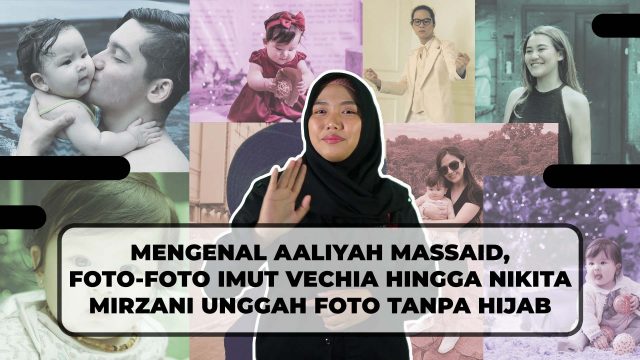 MENGENAL AALIYAH MASSAID,
FOTO-FOTO IMUT VECHIA HINGGA NIKITA
MIRZANI UNGGAH FOTO TANPA HIJAB